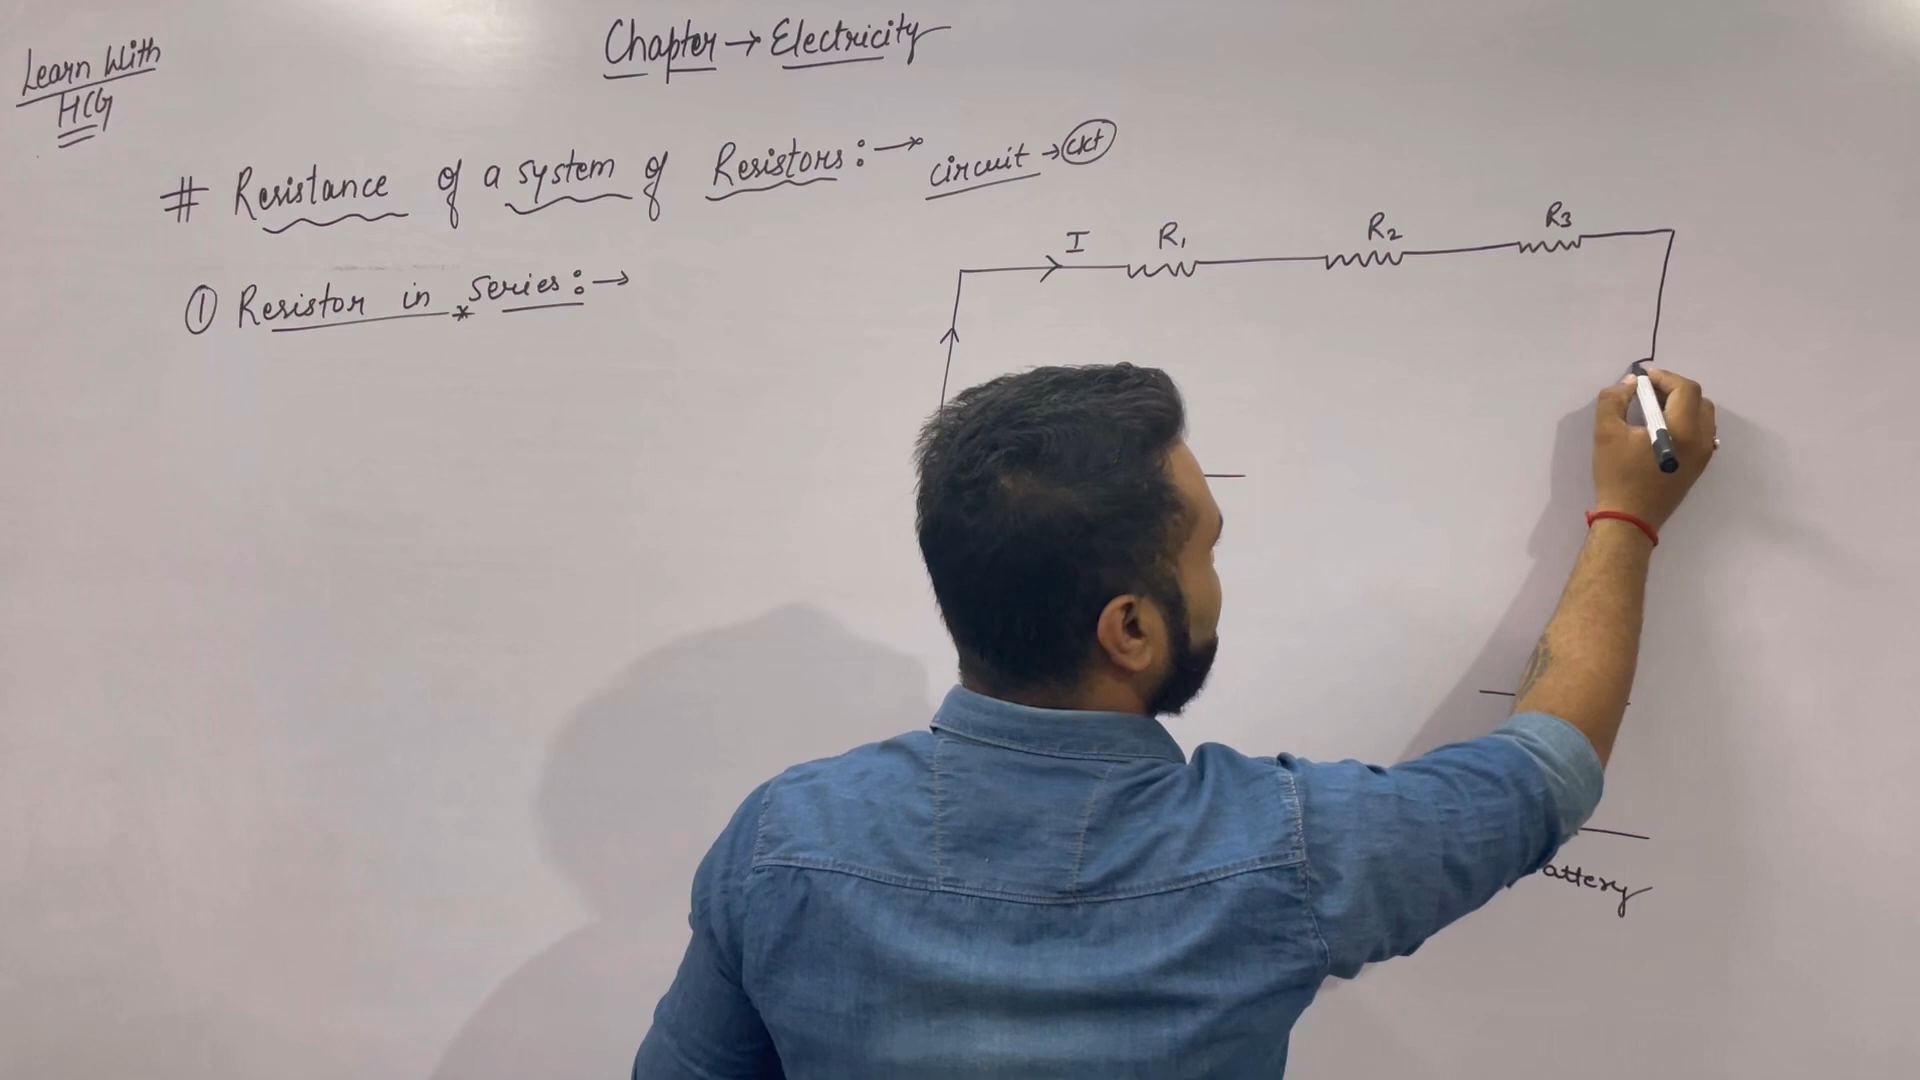 Learn With
HCG
Chapter → Electricity
# Resistance of a system of Resistors :→ circuit → ckt
I R₁ R₂ R₃
① Resistor in *series :→